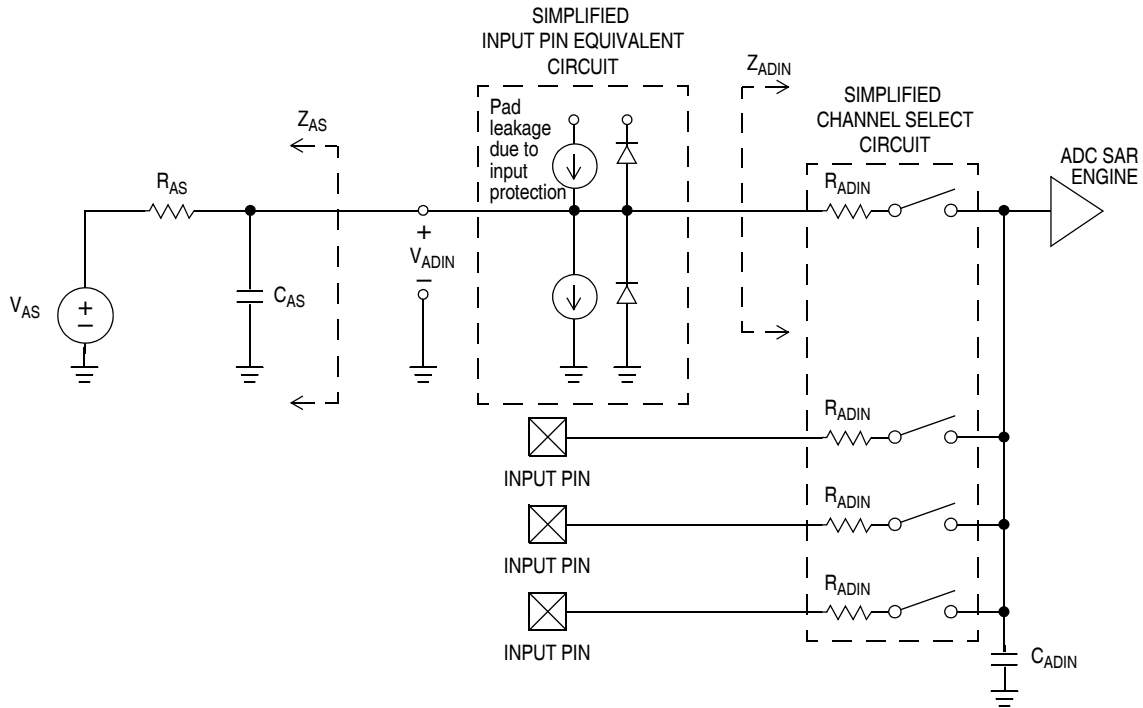 SIMPLIFIED
INPUT PIN EQUIVALENT
CIRCUIT
Pad
leakage
due to
input
protection
Z_AS
Z_ADIN
SIMPLIFIED
CHANNEL SELECT
CIRCUIT
ADC SAR
ENGINE
R_AS
R_ADIN
+
V_ADIN
–
V_AS
+
–
C_AS
R_ADIN
INPUT PIN
R_ADIN
INPUT PIN
R_ADIN
INPUT PIN
C_ADIN